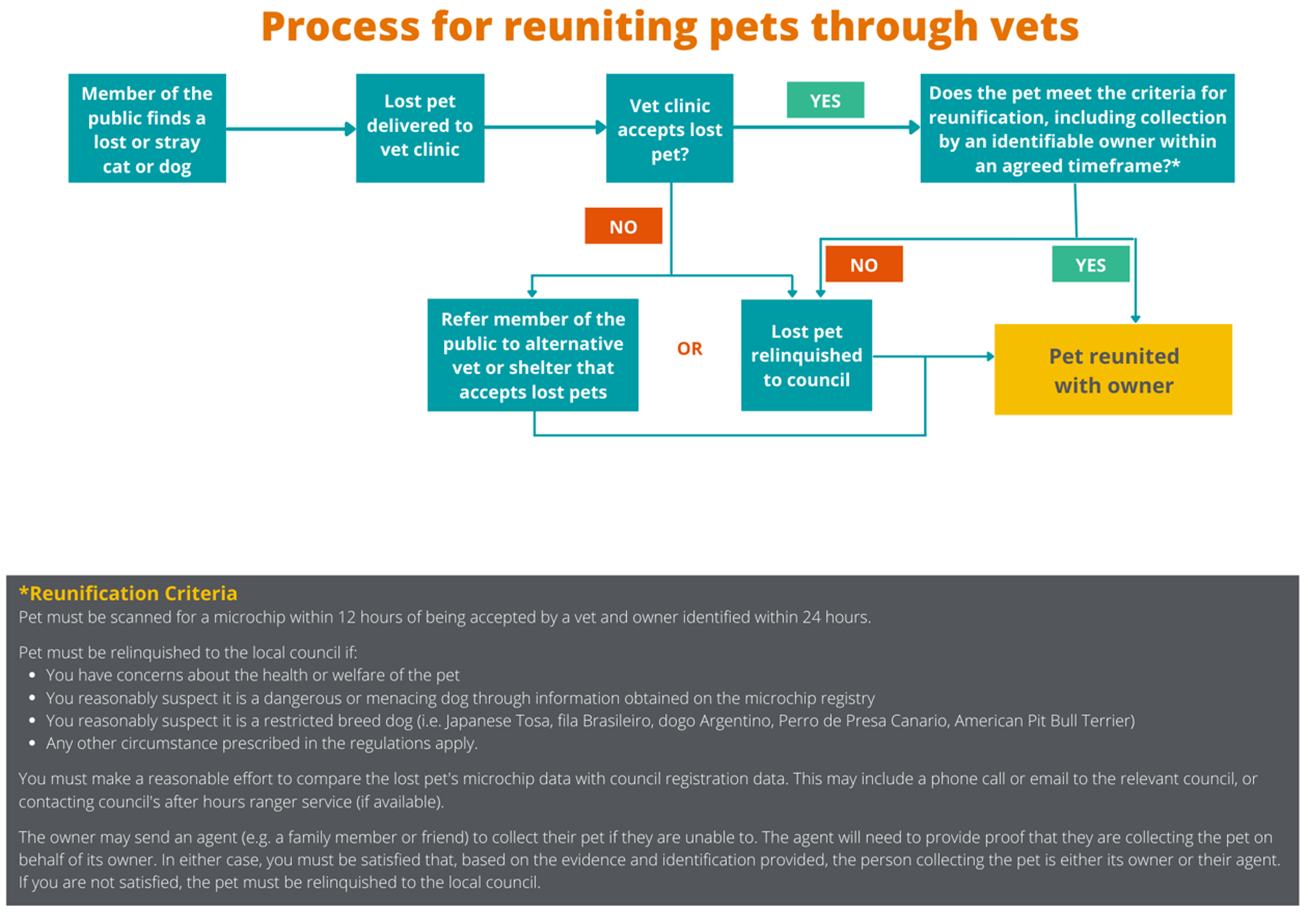 Process for reuniting pets through vets
Member of the
public finds a
lost or stray
cat or dog
Lost pet
delivered to
vet clinic
Vet clinic
accepts lost
pet?
YES
Does the pet meet the criteria for
reunification, including collection
by an identifiable owner within
an agreed timeframe?*
NO
NO
YES
Refer member of the
public to alternative
vet or shelter that
accepts lost pets
OR
Lost pet
relinquished
to council
Pet reunited
with owner
*Reunification Criteria
Pet must be scanned for a microchip within 12 hours of being accepted by a vet and owner identified within 24 hours.
Pet must be relinquished to the local council if:
• You have concerns about the health or welfare of the pet
• You reasonably suspect it is a dangerous or menacing dog through information obtained on the microchip registry
• You reasonably suspect it is a restricted breed dog (i.e. Japanese Tosa, fila Brasileiro, dogo Argentino, Perro de Presa Canario, American Pit Bull Terrier)
• Any other circumstance prescribed in the regulations apply.
You must make a reasonable effort to compare the lost pet's microchip data with council registration data. This may include a phone call or email to the relevant council, or
contacting council's after hours ranger service (if available).
The owner may send an agent (e.g. a family member or friend) to collect their pet if they are unable to. The agent will need to provide proof that they are collecting the pet on
behalf of its owner. In either case, you must be satisfied that, based on the evidence and identification provided, the person collecting the pet is either its owner or their agent.
If you are not satisfied, the pet must be relinquished to the local council.